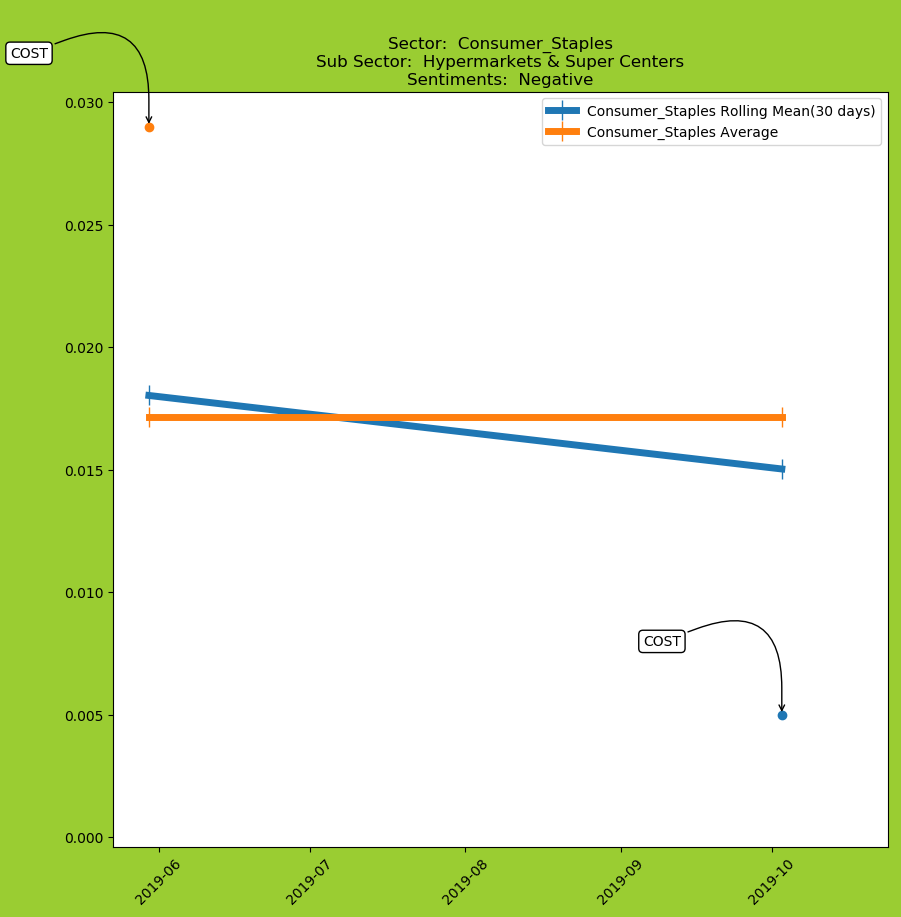 COST
Sector:  Consumer_Staples
Sub Sector:  Hypermarkets & Super Centers
Sentiments:  Negative
Consumer_Staples Rolling Mean(30 days)
Consumer_Staples Average
0.030
0.025
0.020
0.015
0.010
0.005
0.000
COST
2019-06
2019-07
2019-08
2019-09
2019-10